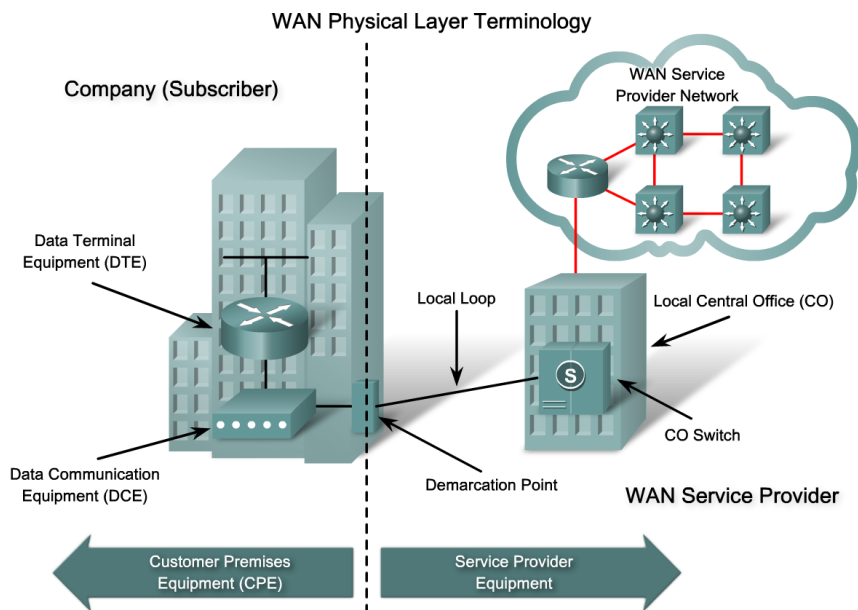 WAN Physical Layer Terminology
Company (Subscriber)
WAN Service
Provider Network
Data Terminal
Equipment (DTE)
Local Loop
Local Central Office (CO)
S
CO Switch
Data Communication
Equipment (DCE)
Demarcation Point
WAN Service Provider
Customer Premises
Equipment (CPE)
Service Provider
Equipment